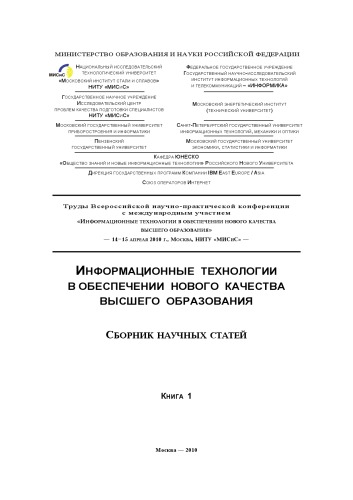 МИНИСТЕРСТВО ОБРАЗОВАНИЯ И НАУКИ РОССИЙСКОЙ ФЕДЕРАЦИИ
МИСиС
НАЦИОНАЛЬНЫЙ ИССЛЕДОВАТЕЛЬСКИЙ
ТЕХНОЛОГИЧЕСКИЙ УНИВЕРСИТЕТ
«МОСКОВСКИЙ ИНСТИТУТ СТАЛИ И СПЛАВОВ»
НИТУ «МИСиС»
ФЕДЕРАЛЬНОЕ ГОСУДАРСТВЕННОЕ УЧРЕЖДЕНИЕ
ГОСУДАРСТВЕННЫЙ НАУЧНО-ИССЛЕДОВАТЕЛЬСКИЙ
ИНСТИТУТ ИНФОРМАЦИОННЫХ ТЕХНОЛОГИЙ
И ТЕЛЕКОММУНИКАЦИЙ – «ИНФОРМИКА»
ГОСУДАРСТВЕННОЕ НАУЧНОЕ УЧРЕЖДЕНИЕ
ИССЛЕДОВАТЕЛЬСКИЙ ЦЕНТР
ПРОБЛЕМ КАЧЕСТВА ПОДГОТОВКИ СПЕЦИАЛИСТОВ
НИТУ «МИСиС»
МОСКОВСКИЙ ЭНЕРГЕТИЧЕСКИЙ ИНСТИТУТ
(ТЕХНИЧЕСКИЙ УНИВЕРСИТЕТ)
МОСКОВСКИЙ ГОСУДАРСТВЕННЫЙ УНИВЕРСИТЕТ
ПРИБОРОСТРОЕНИЯ И ИНФОРМАТИКИ
САНКТ-ПЕТЕРБУРГСКИЙ ГОСУДАРСТВЕННЫЙ УНИВЕРСИТЕТ
ИНФОРМАЦИОННЫХ ТЕХНОЛОГИЙ, МЕХАНИКИ И ОПТИКИ
ПЕНЗЕНСКИЙ
ГОСУДАРСТВЕННЫЙ УНИВЕРСИТЕТ
МОСКОВСКИЙ ГОСУДАРСТВЕННЫЙ УНИВЕРСИТЕТ
ЭКОНОМИКИ, СТАТИСТИКИ И ИНФОРМАТИКИ
КАФЕДРА ЮНЕСКО
«ОБЩЕСТВО ЗНАНИЙ И НОВЫЕ ИНФОРМАЦИОННЫЕ ТЕХНОЛОГИИ» РОССИЙСКОГО НОВОГО УНИВЕРСИТЕТА
ДИРЕКЦИЯ ГОСУДАРСТВЕННЫХ ПРОГРАММ КОМПАНИИ IBM EAST EUROPE / ASIA
СОЮЗ ОПЕРАТОРОВ ИНТЕРНЕТ
Труды Всероссийской научно-практической конференции
с международным участием
«ИНФОРМАЦИОННЫЕ ТЕХНОЛОГИИ В ОБЕСПЕЧЕНИИ НОВОГО КАЧЕСТВА
ВЫСШЕГО ОБРАЗОВАНИЯ»
— 14–15 АПРЕЛЯ 2010 г., МОСКВА, НИТУ «МИСиС» —
ИНФОРМАЦИОННЫЕ ТЕХНОЛОГИИ
В ОБЕСПЕЧЕНИИ НОВОГО КАЧЕСТВА
ВЫСШЕГО ОБРАЗОВАНИЯ
СБОРНИК НАУЧНЫХ СТАТЕЙ
КНИГА 1
Москва — 2010